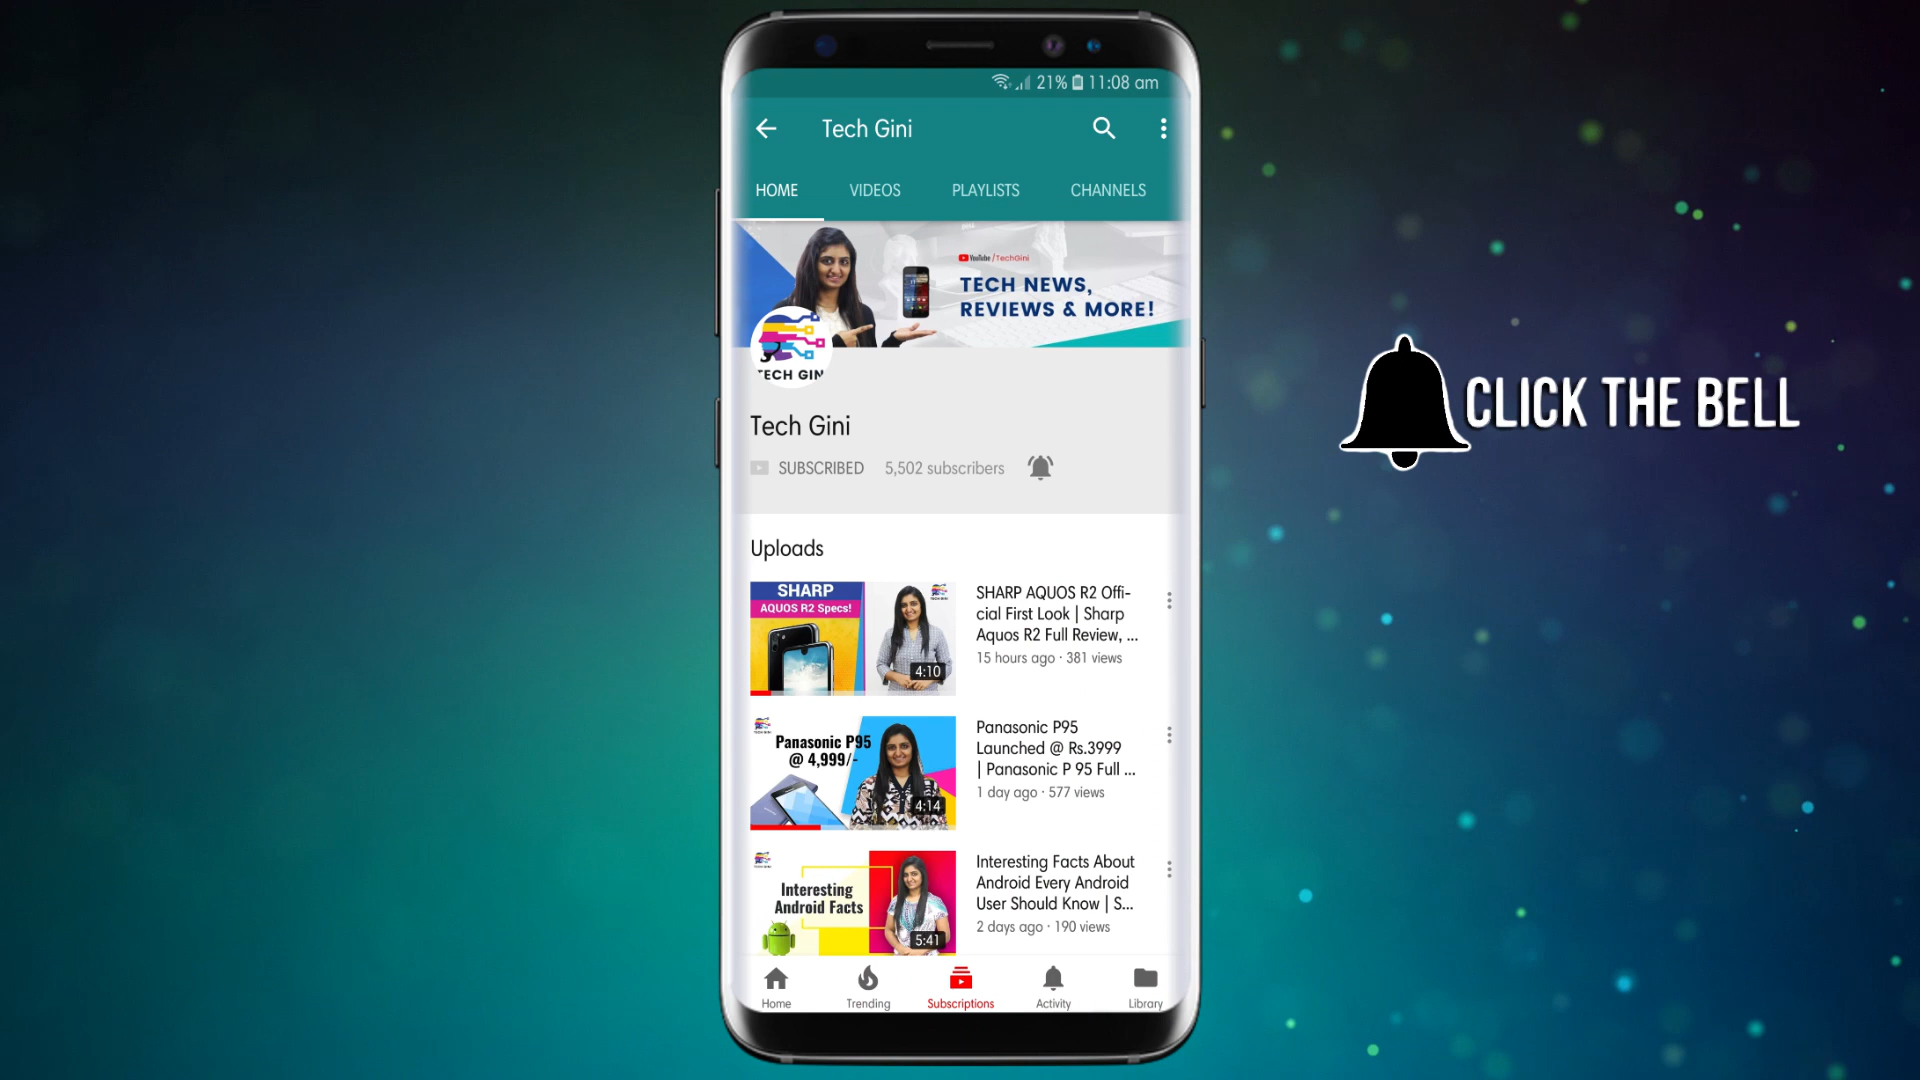 21% 11:08 am
Tech Gini
HOME VIDEOS PLAYLISTS CHANNELS
YouTube /TechGini
TECH NEWS,
REVIEWS & MORE!
TECH GIN
Tech Gini
SUBSCRIBED 5,502 subscribers
CLICK THE BELL
Uploads
SHARP
AQUOS R2 Specs!
4:10
SHARP AQUOS R2 Offi-
cial First Look | Sharp
Aquos R2 Full Review, ...
15 hours ago · 381 views
Panasonic P95
@ 4,999/-
4:14
Panasonic P95
Launched @ Rs.3999
| Panasonic P 95 Full ...
1 day ago · 577 views
Interesting
Android Facts
5:41
Interesting Facts About
Android Every Android
User Should Know | S...
2 days ago · 190 views
Home Trending Subscriptions Activity Library